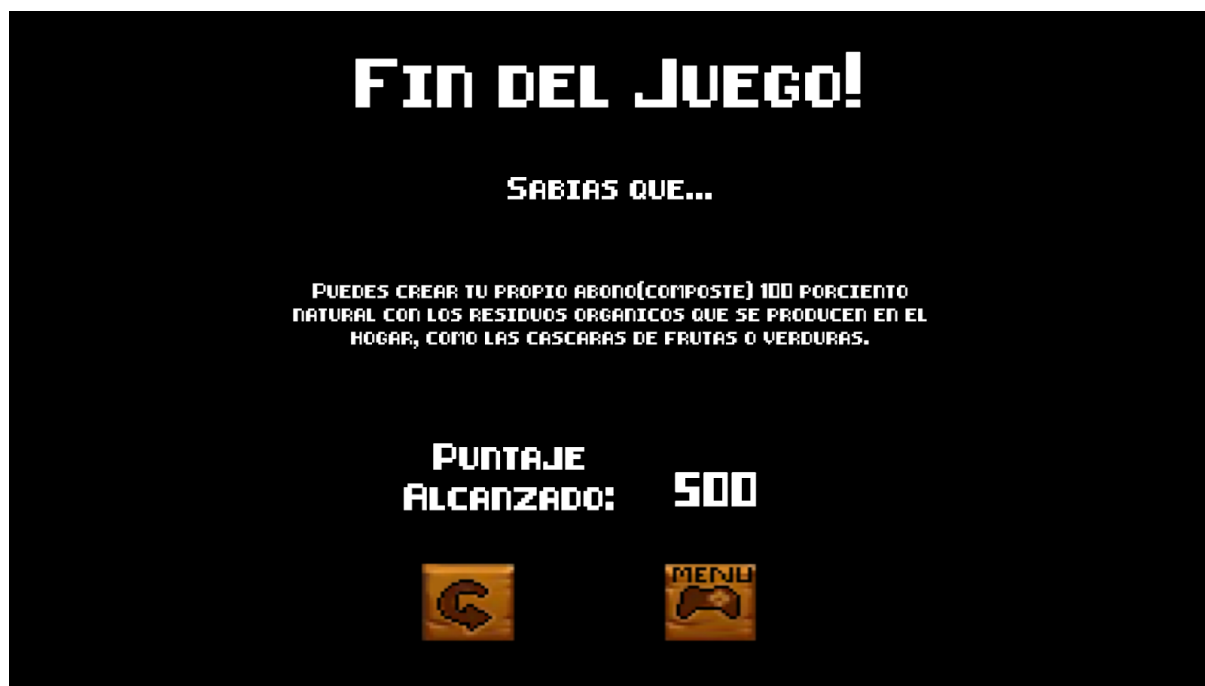 Fin del Juego!
Sabias que...
Puedes crear tu propio abono(composte) 100 porciento
natural con los residuos organicos que se producen en el
hogar, como las cascaras de frutas o verduras.
Puntaje
Alcanzado:
500
MENU